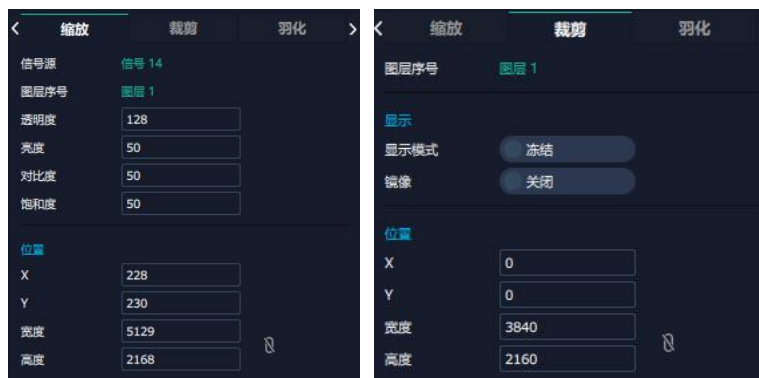 缩放 裁剪 羽化
信号源 信号 14
图层序号 图层 1
透明度 128
亮度 50
对比度 50
饱和度 50
位置
X 228
Y 230
宽度 5129
高度 2168
缩放 裁剪 羽化
图层序号 图层 1
显示
显示模式 冻结
镜像 关闭
位置
X 0
Y 0
宽度 3840
高度 2160